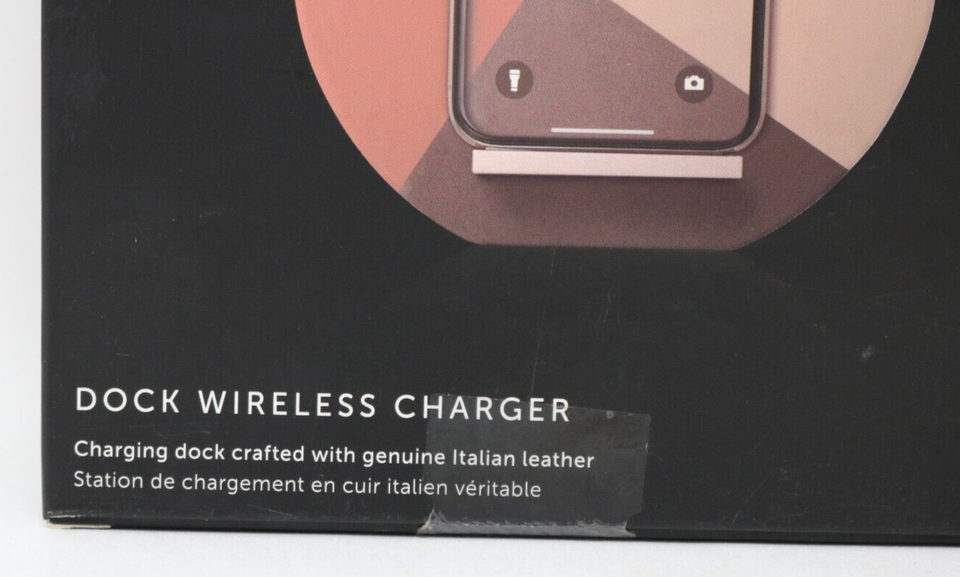 DOCK WIRELESS CHARGER
Charging dock crafted with genuine Italian leather
Station de chargement en cuir italien véritable